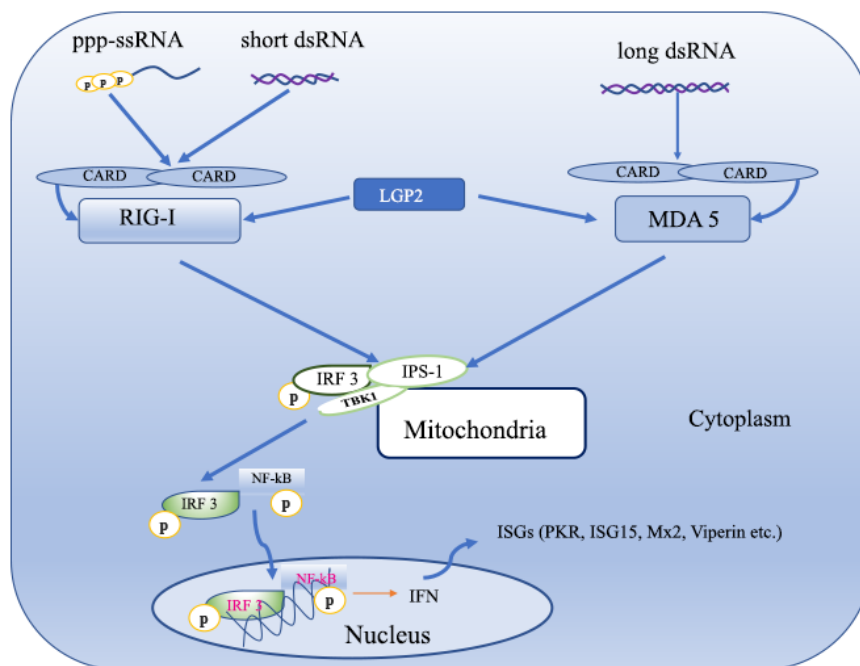 ppp-ssRNA
short dsRNA
long dsRNA
p p p
CARD
CARD
CARD
CARD
LGP2
RIG-I
MDA 5
IRF 3
IPS-1
p
TBK1
Mitochondria
Cytoplasm
NF-kB
IRF 3
p
p
ISGs (PKR, ISG15, Mx2, Viperin etc.)
NF-kB
IRF 3
p
p
IFN
Nucleus